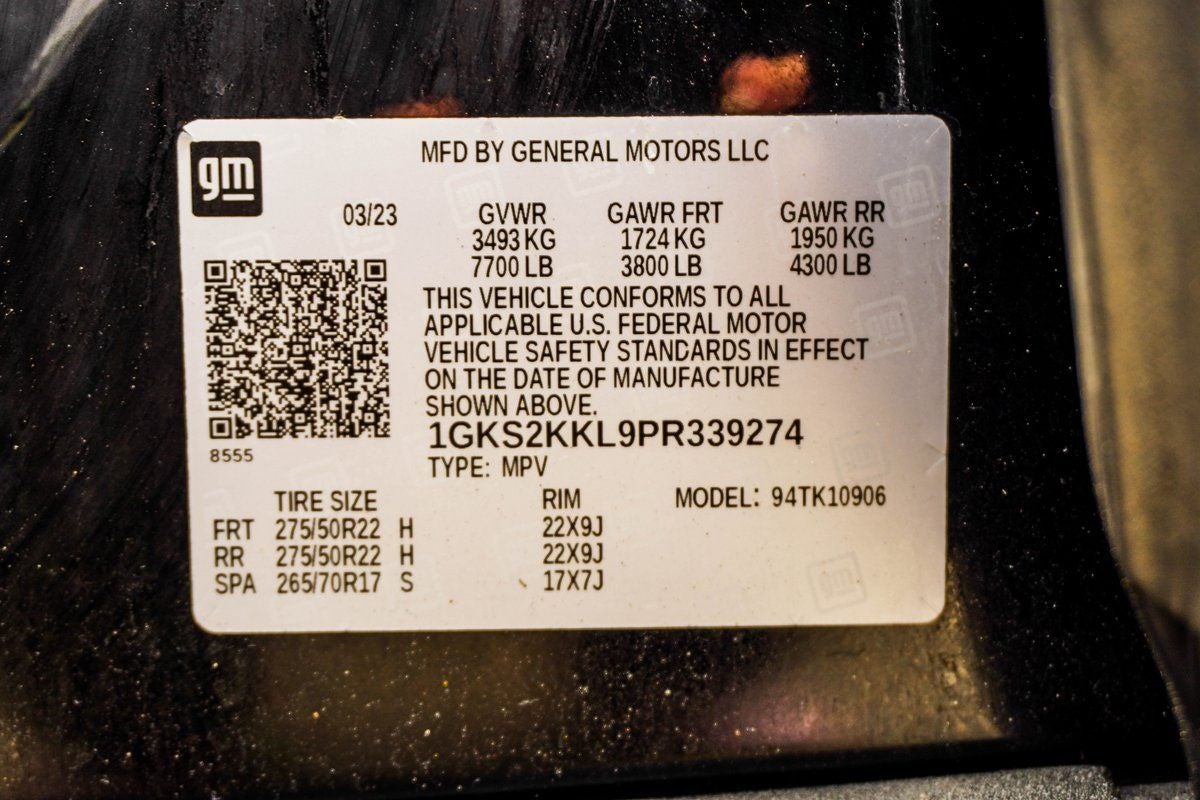 gm
MFD BY GENERAL MOTORS LLC
03/23 GVWR GAWR FRT GAWR RR
3493 KG 1724 KG 1950 KG
7700 LB 3800 LB 4300 LB
THIS VEHICLE CONFORMS TO ALL
APPLICABLE U.S. FEDERAL MOTOR
VEHICLE SAFETY STANDARDS IN EFFECT
ON THE DATE OF MANUFACTURE
SHOWN ABOVE.
1GKS2KKL9PR339274
8555
TYPE: MPV
TIRE SIZE RIM MODEL: 94TK10906
FRT 275/50R22 H 22X9J
RR 275/50R22 H 22X9J
SPA 265/70R17 S 17X7J